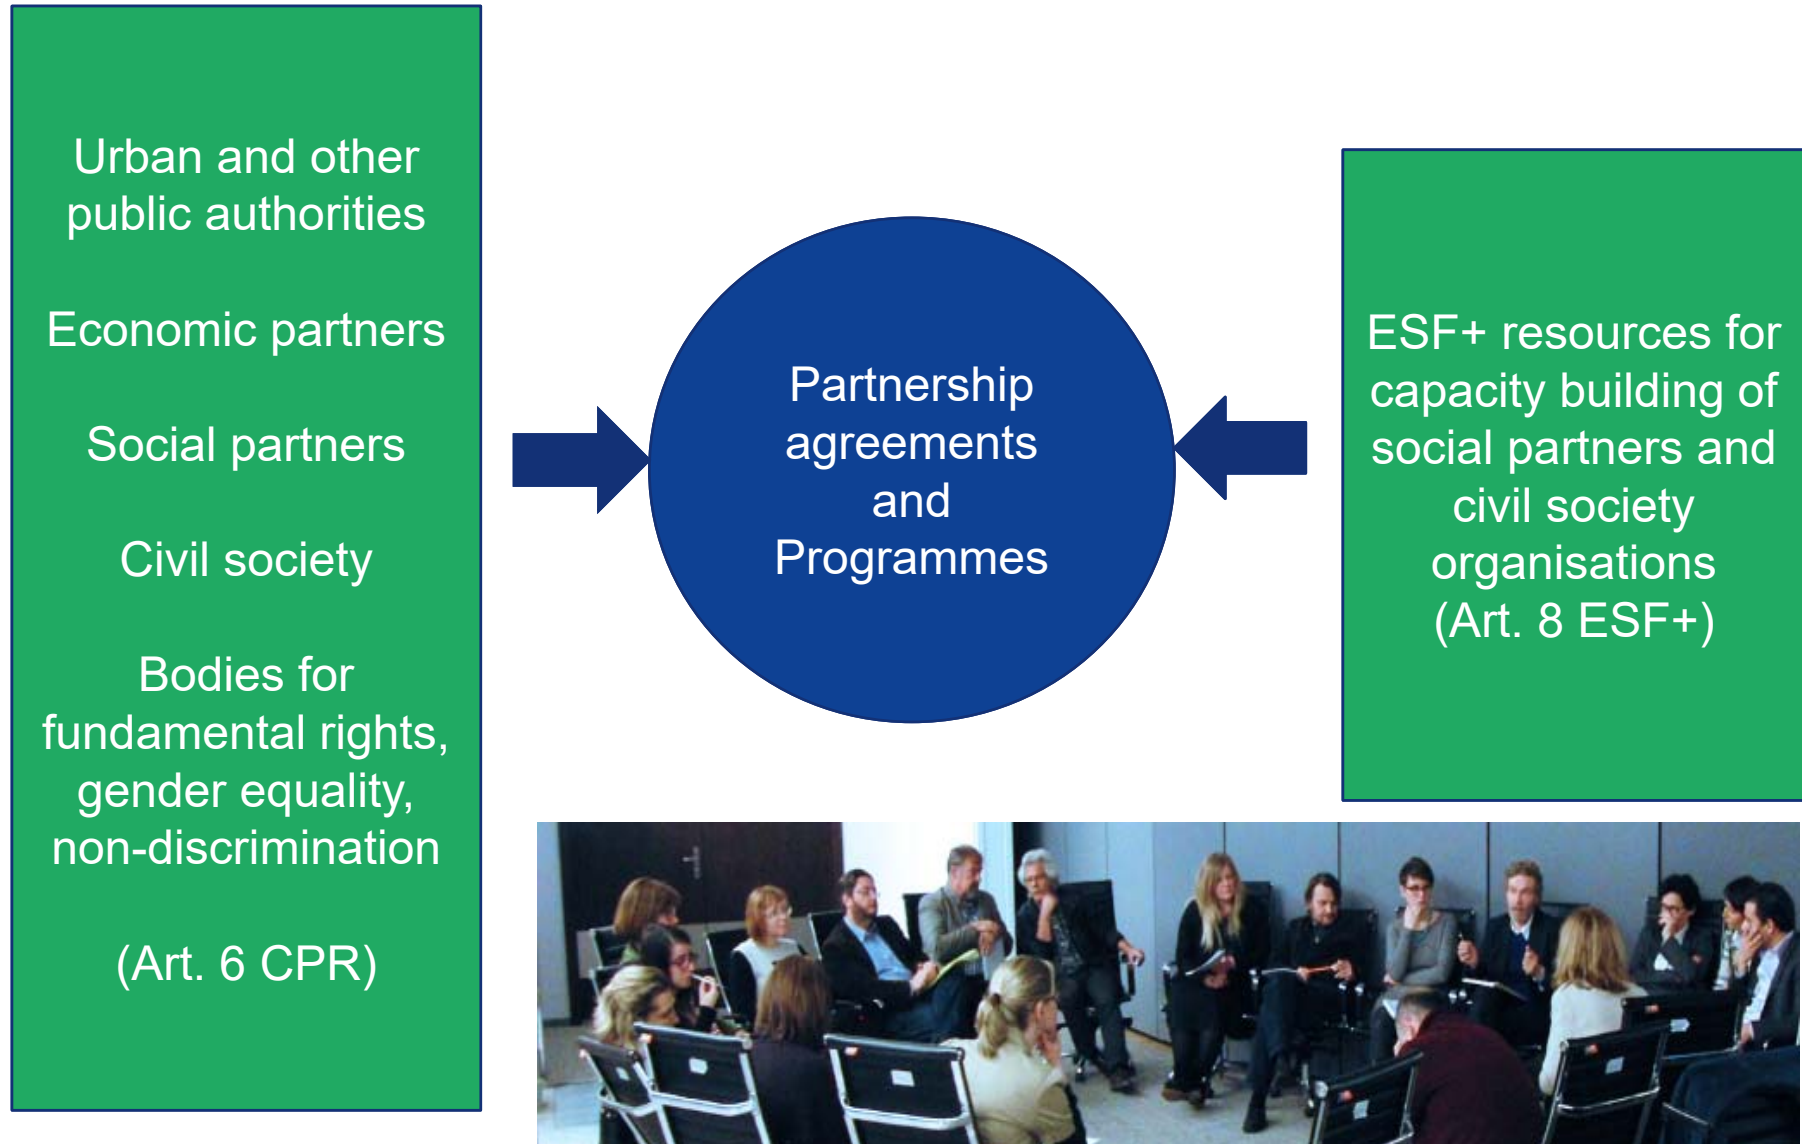 Urban and other
public authorities
Economic partners
Social partners
Civil society
Bodies for
fundamental rights,
gender equality,
non-discrimination
(Art. 6 CPR)
Partnership
agreements
and
Programmes
ESF+ resources for
capacity building of
social partners and
civil society
organisations
(Art. 8 ESF+)